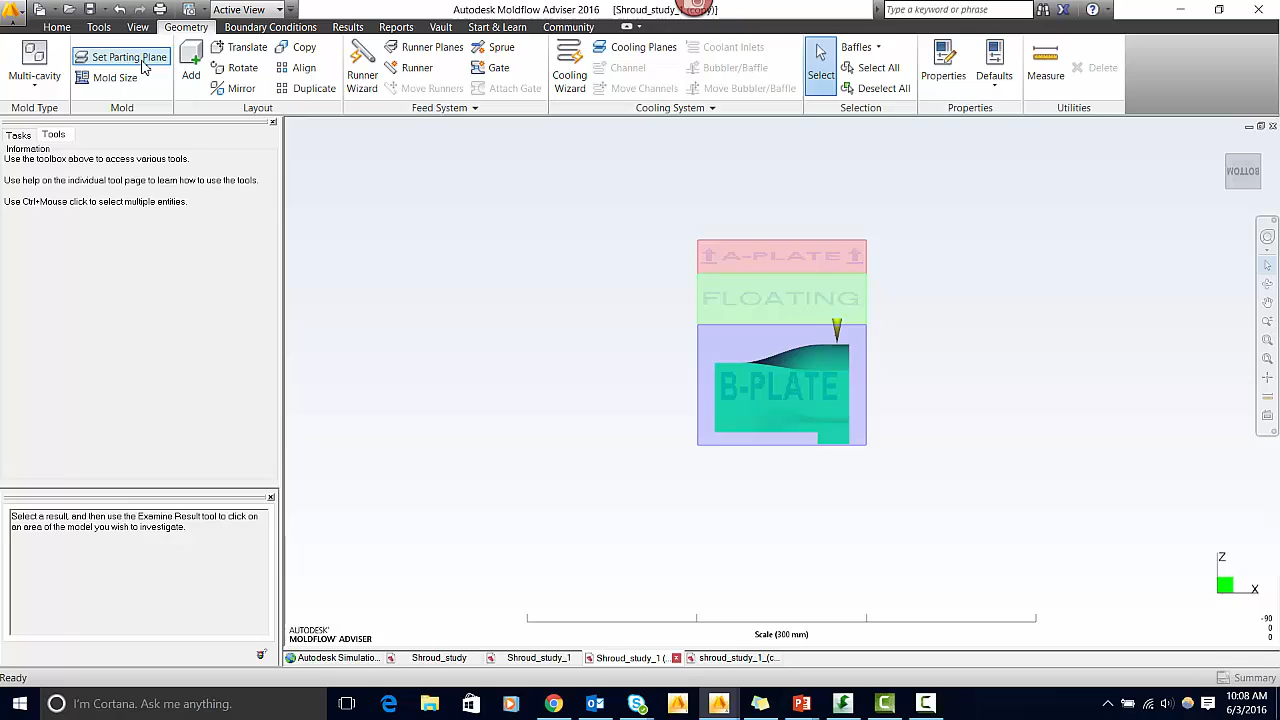 Active View
Autodesk Moldflow Adviser 2016 [Shroud_study_1 (copy)]
Type a keyword or phrase
Home Tools View Geometry Boundary Conditions Results Reports Vault Start & Learn Community
Multi-cavity
Mold Type
Set Parting Plane
Mold Size
Mold
Add
Translate Copy
Rotate Align
Mirror Duplicate
Layout
Runner Wizard
Runner Planes Sprue
Runner Gate
Move Runners Attach Gate
Feed System
Cooling Wizard
Cooling Planes Coolant Inlets
Channel Bubbler/Baffle
Move Channels Move Bubbler/Baffle
Cooling System
Select
Baffles
Select All
Deselect All
Selection
Properties Defaults
Properties
Measure Delete
Utilities
Tasks Tools
Information
Use the toolbox above to access various tools.
Use help on the individual tool page to learn how to use the tools.
Use Ctrl+Mouse click to select multiple entities.
Select a result, and then use the Examine Result tool to click on
an area of the model you wish to investigate.
BOTTOM
A-PLATE
FLOATING
B-PLATE
Z
X
-90
0
0
Scale (300 mm)
AUTODESK
MOLDFLOW ADVISER
Autodesk Simulatio... Shroud_study Shroud_study_1 Shroud_study_1 (... shroud_study_1_(c...
Ready
Summary
I'm Cortana. Ask me anything.
10:08 AM
6/3/2016